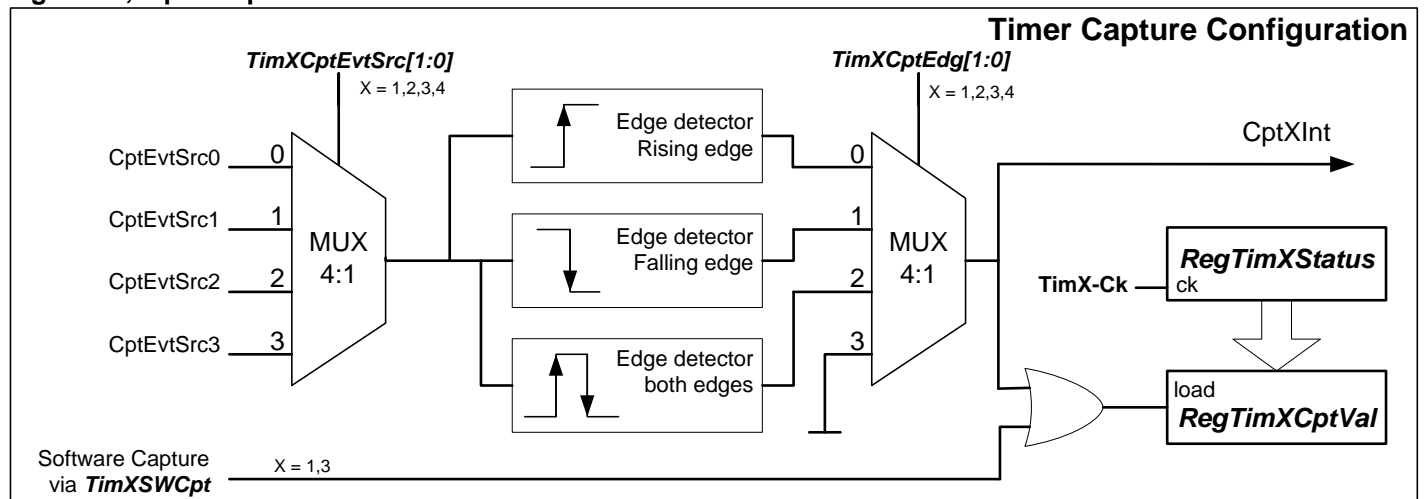 Timer Capture Configuration
TimXCptEvtSrc[1:0]
X = 1,2,3,4
TimXCptEdg[1:0]
X = 1,2,3,4
CptEvtSrc0
0
CptEvtSrc1
1
CptEvtSrc2
2
CptEvtSrc3
3
MUX
4:1
Edge detector
Rising edge
Edge detector
Falling edge
Edge detector
both edges
0
1
2
3
MUX
4:1
CptXInt
RegTimXStatus
TimX-Ck
ck
load
RegTimXCptVal
Software Capture
via TimXSWCpt
X = 1,3